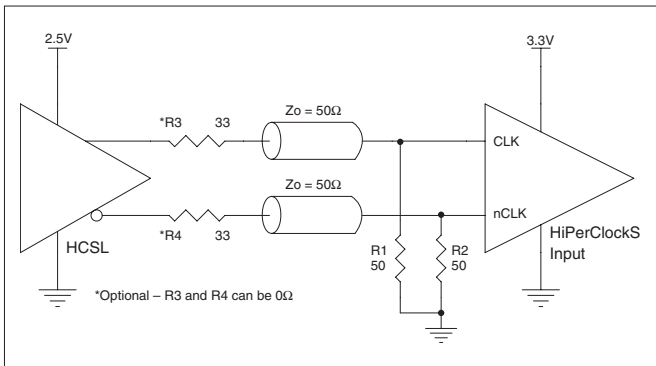 2.5V
3.3V
*R3 33
Zo = 50Ω
CLK
Zo = 50Ω
nCLK
HCSL
*R4 33
R1
50
R2
50
HiPerClockS
Input
*Optional – R3 and R4 can be 0Ω